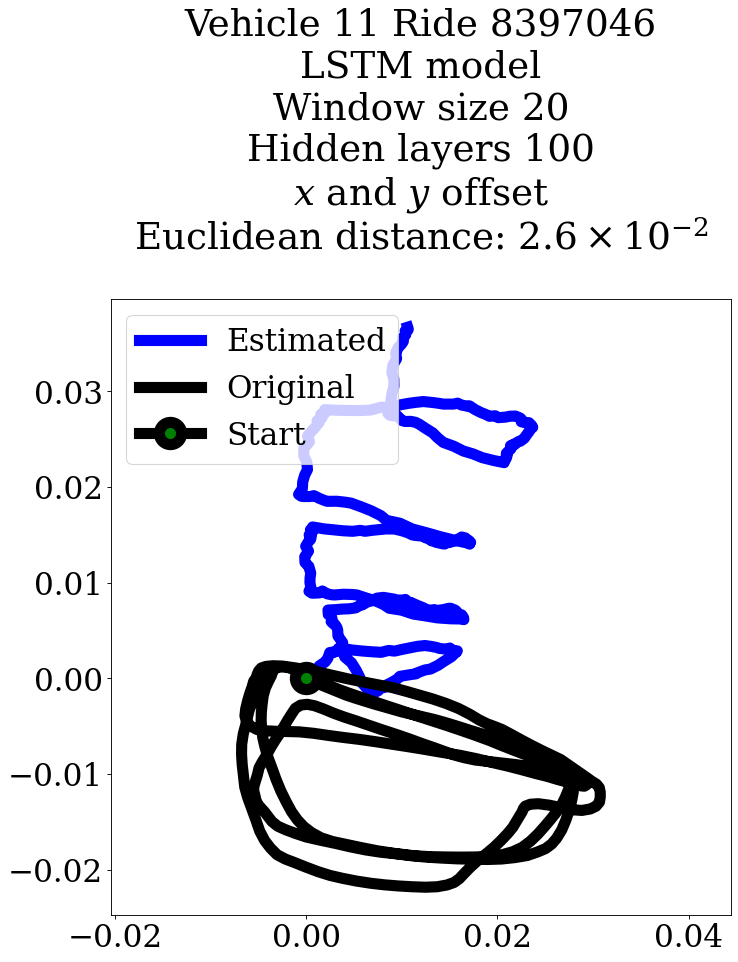 Vehicle 11 Ride 8397046
LSTM model
Window size 20
Hidden layers 100
x and y offset
Euclidean distance: 2.6 × 10⁻²
Estimated
Original
Start
0.03
0.02
0.01
0.00
−0.01
−0.02
−0.02 0.00 0.02 0.04